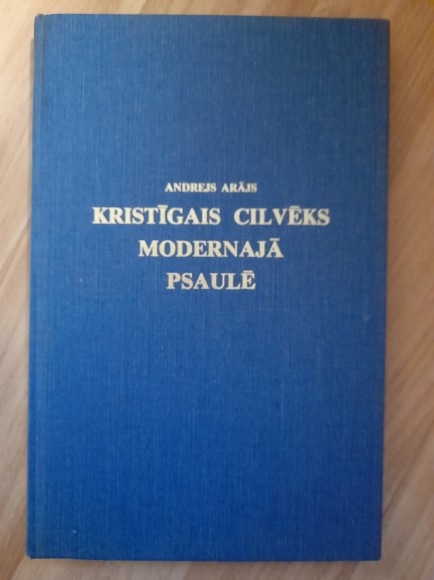 ANDREJS ARĀJS
KRISTĪGAIS CILVĒKS
MODERNAJĀ
PSAULĒ